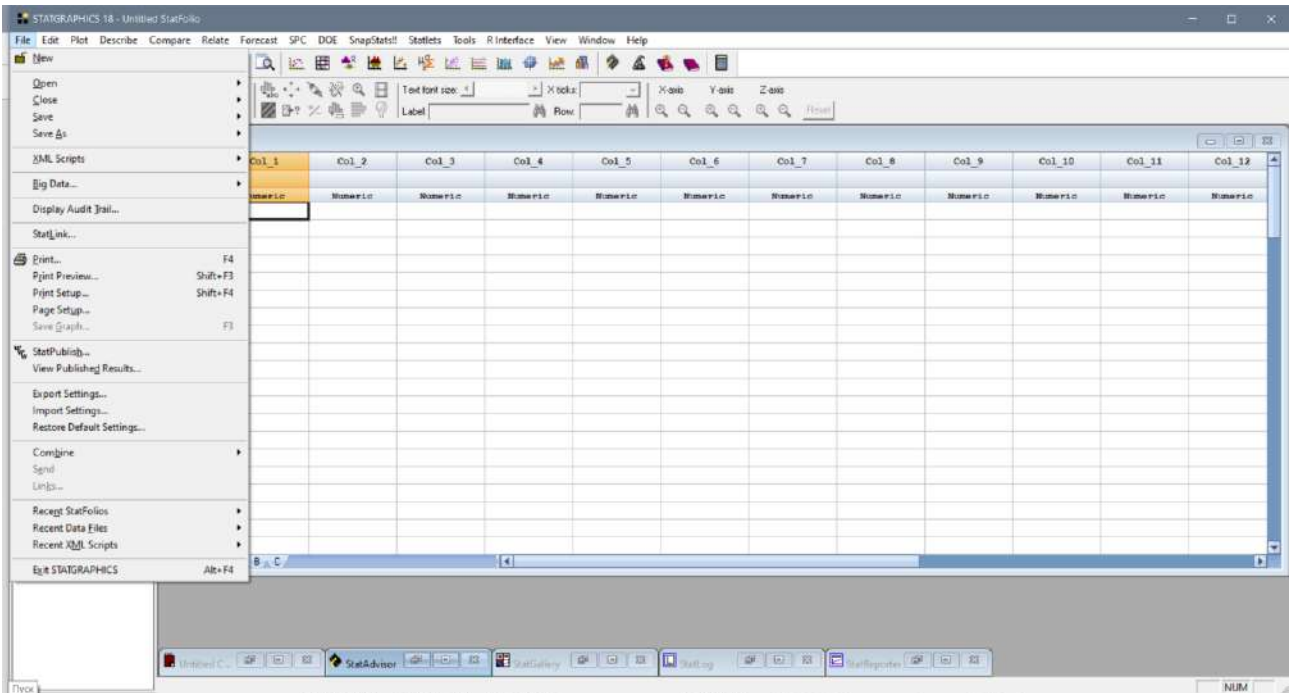 STATGRAPHICS 18 - Untitled StatFolio
File Edit Plot Describe Compare Relate Forecast SPC DOE SnapStats!! Statlets Tools R Interface View Window Help
New
Open
Close
Save
Save As
XML Scripts
Big Data...
Display Audit Trail...
StatLink...
Print... F4
Print Preview... Shift+F3
Print Setup... Shift+F4
Page Setup...
Save Graph... F3
StatPublish...
View Published Results...
Export Settings...
Import Settings...
Restore Default Settings...
Combine
Send
Links...
Recent StatFolios
Recent Data Files
Recent XML Scripts
Exit STATGRAPHICS Alt+F4
Text font size: X ticks: X-axis Y-axis Z-axis
Label Row Reset
Col_1 Col_2 Col_3 Col_4 Col_5 Col_6 Col_7 Col_8 Col_9 Col_10 Col_11 Col_12
umeric Numeric Numeric Numeric Numeric Numeric Numeric Numeric Numeric Numeric Numeric Numeric
B C
Untitled C... StatAdvisor StatGallery StatLog StatReporter
Пуск NUM